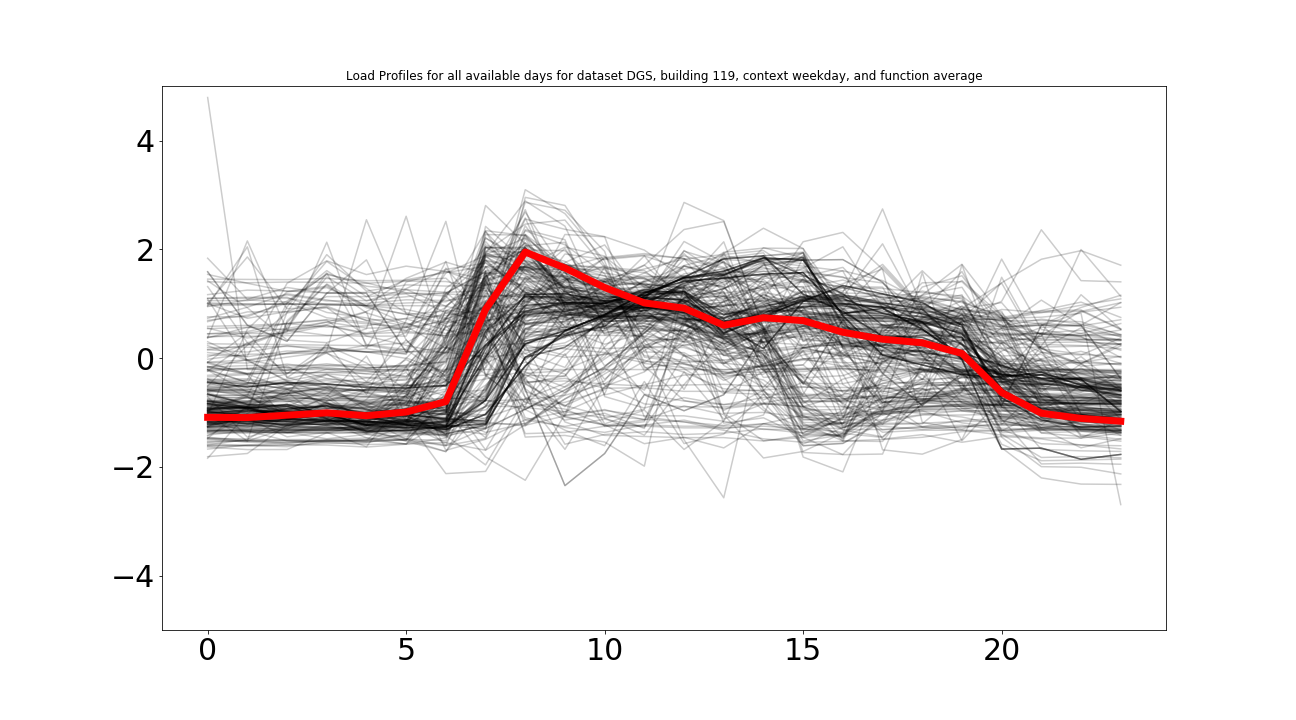 Load Profiles for all available days for dataset DGS, building 119, context weekday, and function average
4
2
0
−2
−4
0 5 10 15 20